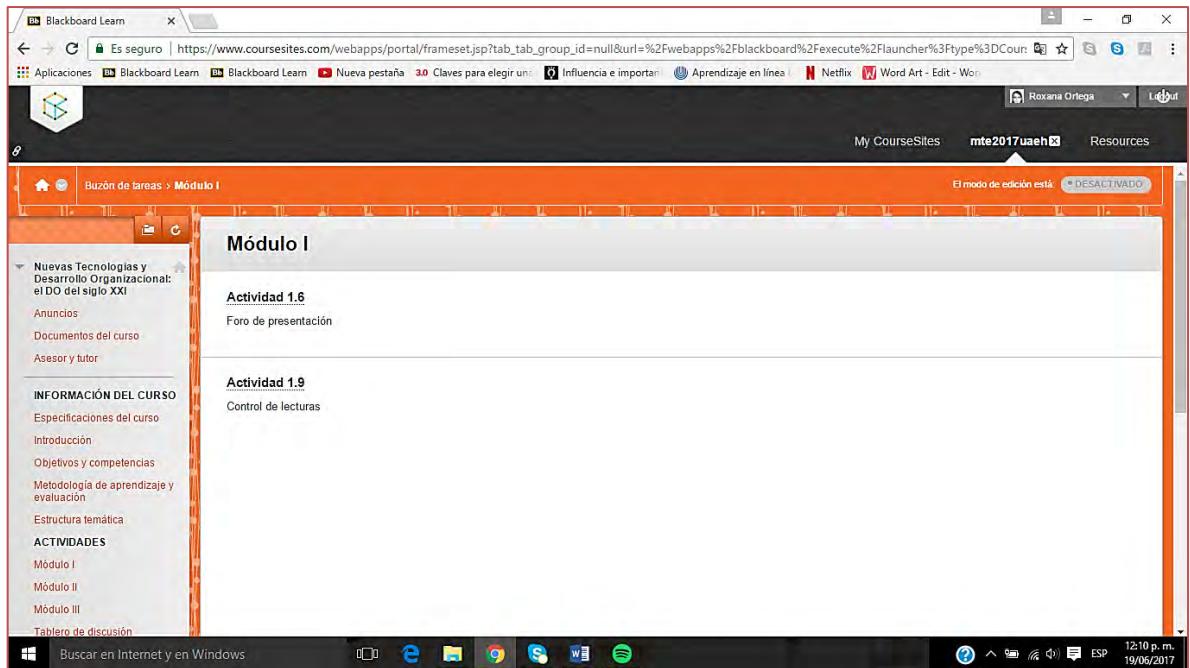 Blackboard Learn
Es seguro | https://www.coursesites.com/webapps/portal/frameset.jsp?tab_tab_group_id=null&url=%2Fwebapps%2Fblackboard%2Fexecute%2Flauncher%3Ftype%3DCours
Aplicaciones Blackboard Learn Blackboard Learn Nueva pestaña 3.0 Claves para elegir un Influencia e importan Aprendizaje en línea Netflix Word Art - Edit - Wor
Roxana Ortega Logout
My CourseSites mte2017uaeh Resources
Buzón de tareas > Módulo I El modo de edición está: DESACTIVADO
Módulo I
Nuevas Tecnologías y
Desarrollo Organizacional:
el DO del siglo XXI
Anuncios
Documentos del curso
Asesor y tutor
INFORMACIÓN DEL CURSO
Especificaciones del curso
Introducción
Objetivos y competencias
Metodología de aprendizaje y
evaluación
Estructura temática
ACTIVIDADES
Módulo I
Módulo II
Módulo III
Tablero de discusión
Actividad 1.6
Foro de presentación
Actividad 1.9
Control de lecturas
Buscar en Internet y en Windows
ESP
12:10 p. m.
19/06/2017